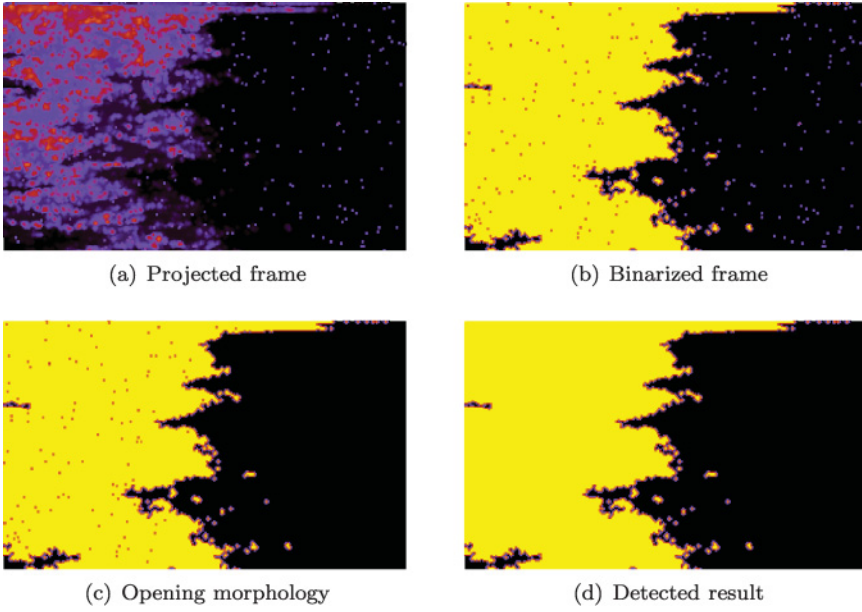 (a) Projected frame
(b) Binarized frame
(c) Opening morphology
(d) Detected result